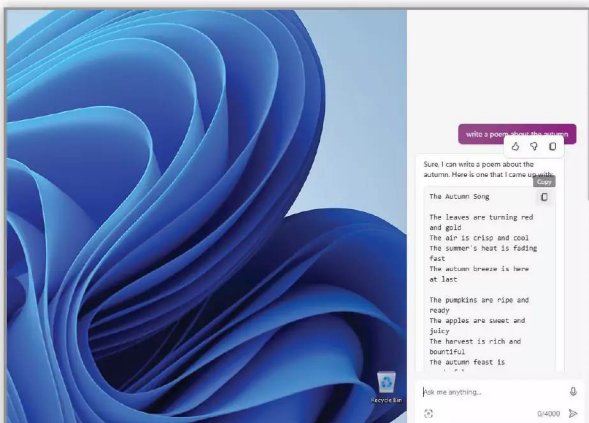 write a poem about the autumn
Sure, I can write a poem about the
autumn. Here is one that I came up with:
Copy
The Autumn Song
The leaves are turning red
and gold
The air is crisp and cool
The summer's heat is fading
fast
The autumn breeze is here
at last
The pumpkins are ripe and
ready
The apples are sweet and
juicy
The harvest is rich and
bountiful
The autumn feast is
Recycle Bin
Ask me anything...
0/4000